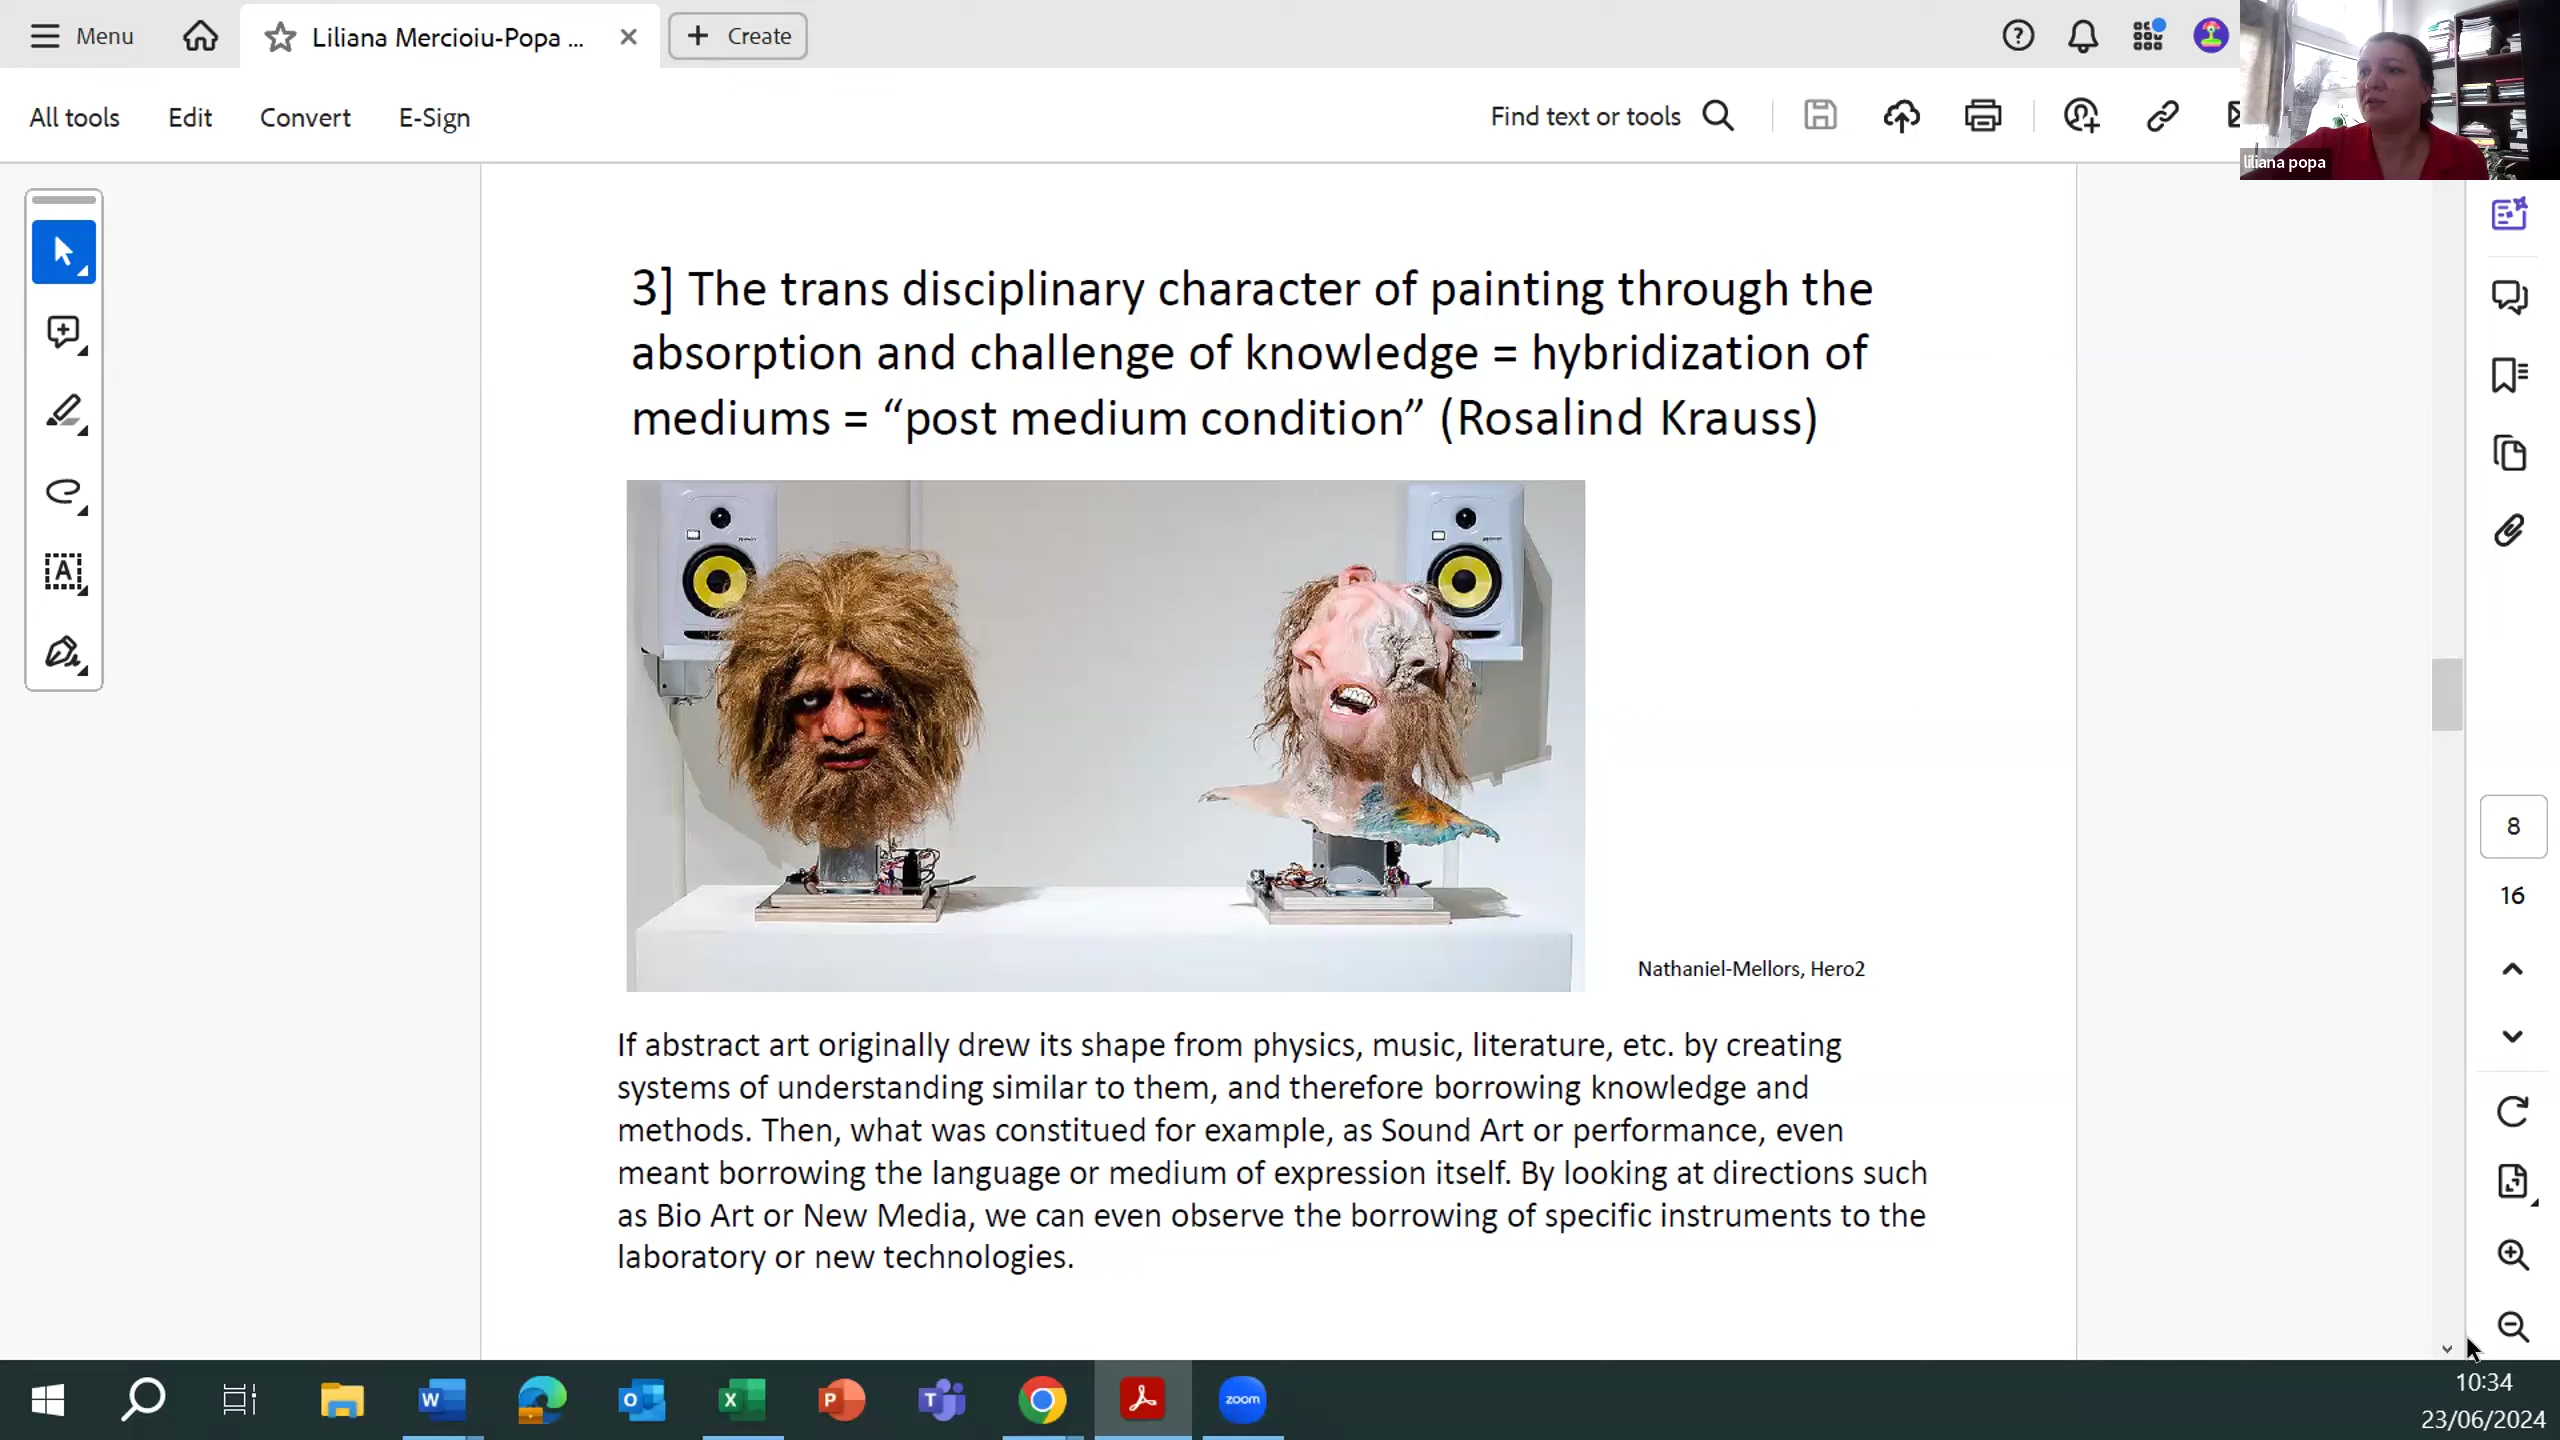 Menu
Liliana Mercioiu-Popa ...
Create
All tools
Edit
Convert
E-Sign
Find text or tools
liliana popa
3] The trans disciplinary character of painting through the
absorption and challenge of knowledge = hybridization of
mediums = “post medium condition” (Rosalind Krauss)
Nathaniel-Mellors, Hero2
If abstract art originally drew its shape from physics, music, literature, etc. by creating
systems of understanding similar to them, and therefore borrowing knowledge and
methods. Then, what was constitued for example, as Sound Art or performance, even
meant borrowing the language or medium of expression itself. By looking at directions such
as Bio Art or New Media, we can even observe the borrowing of specific instruments to the
laboratory or new technologies.
8
16
zoom
10:34
23/06/2024